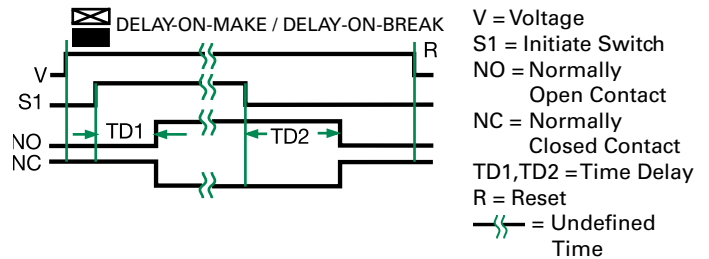 DELAY-ON-MAKE / DELAY-ON-BREAK
R
V
S1
TD1
TD2
NO
NC
V = Voltage
S1 = Initiate Switch
NO = Normally
Open Contact
NC = Normally
Closed Contact
TD1,TD2 = Time Delay
R = Reset
= Undefined
Time